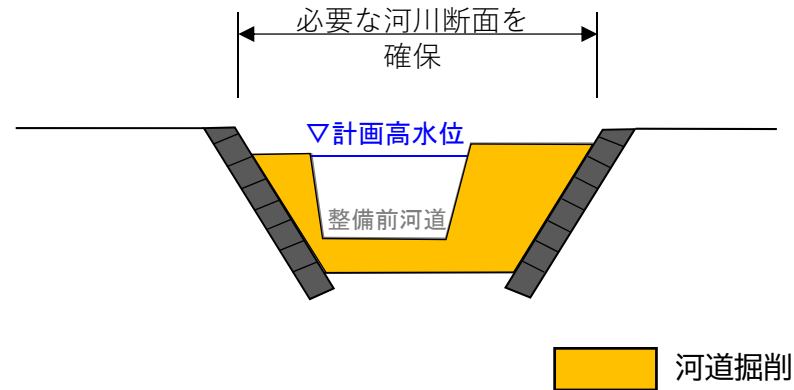 必要な河川断面を
確保
▽計画高水位
整備前河道
河道掘削